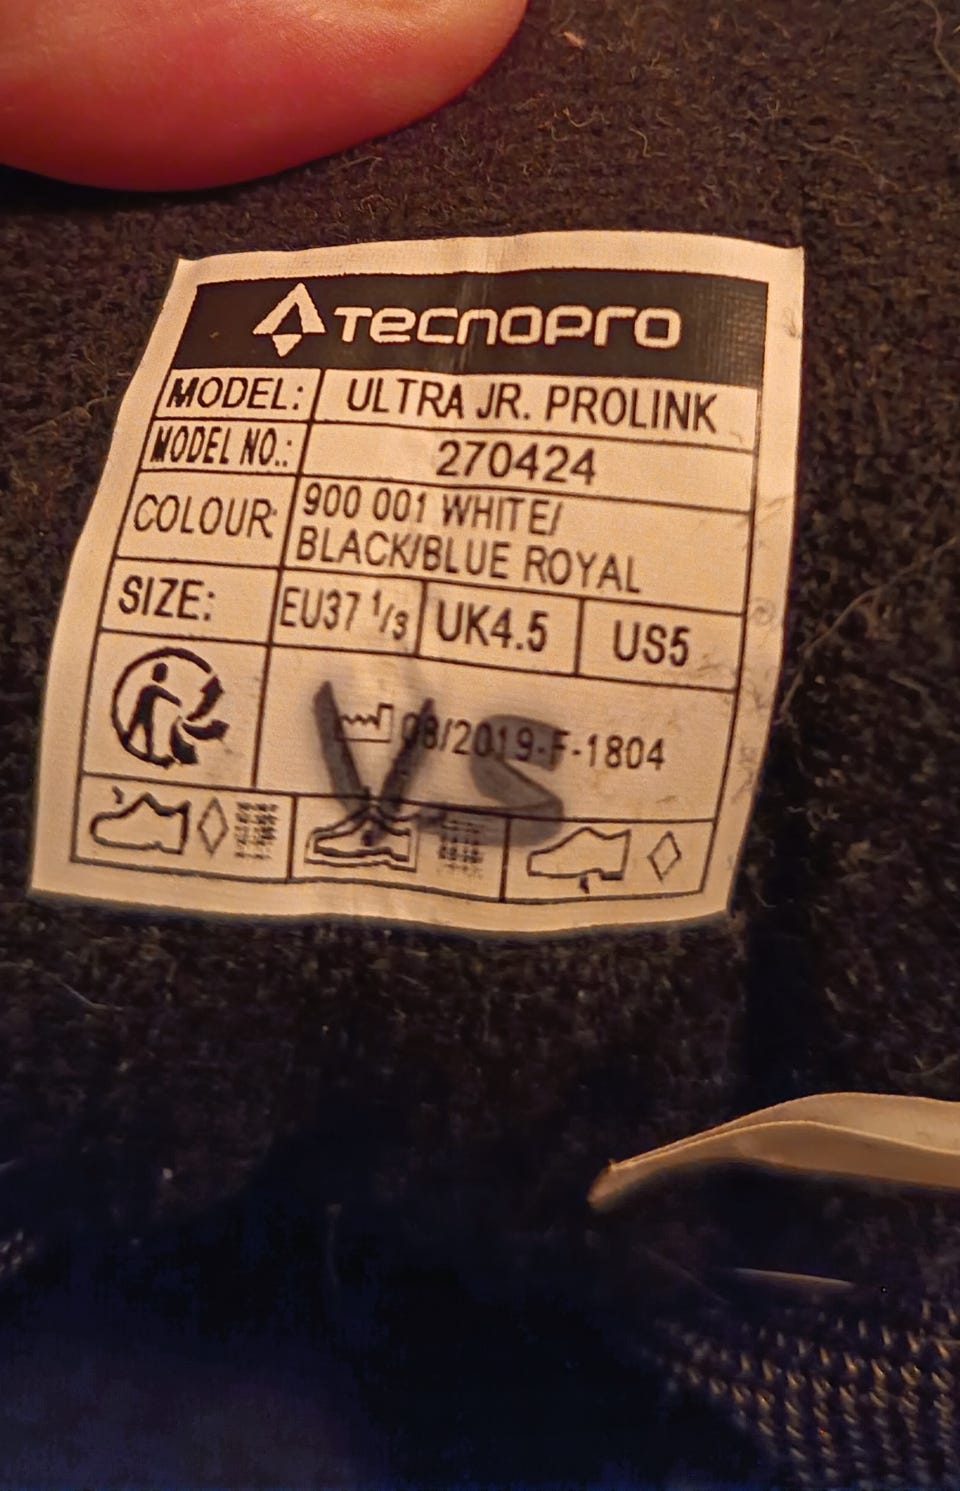 TECNOPRO
MODEL: ULTRA JR. PROLINK
MODEL NO.: 270424
COLOUR: 900 001 WHITE/
BLACK/BLUE ROYAL
SIZE: EU37 1/3 UK4.5 US5
08/2019-F-1804
VS